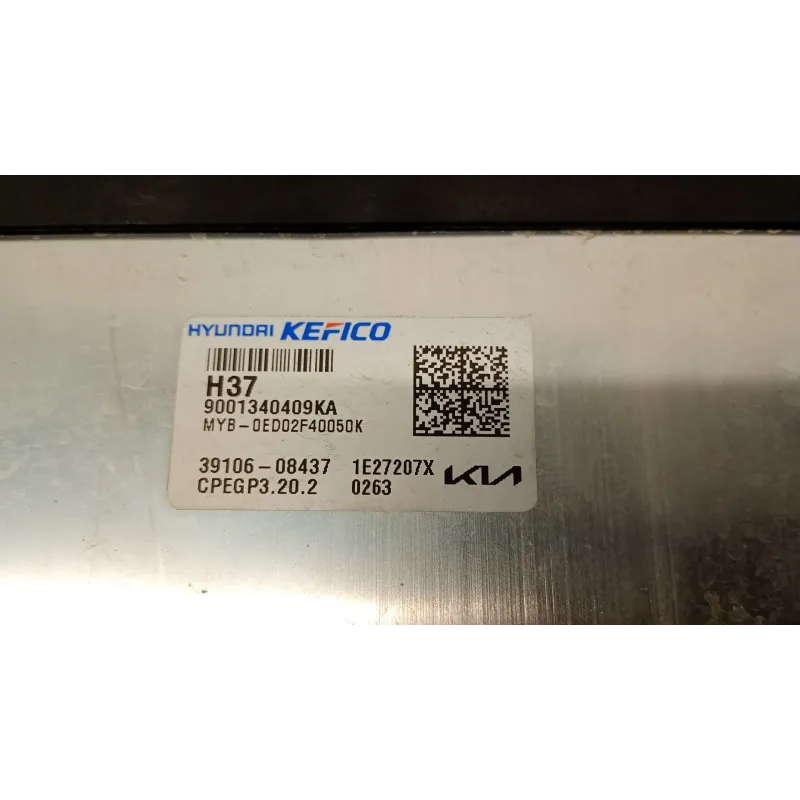 HYUNDAI KEFICO
H37
9001340409KA
MYB-0ED02F40050K
39106-08437 1E27207X KIA
CPEGP3.20.2 0263